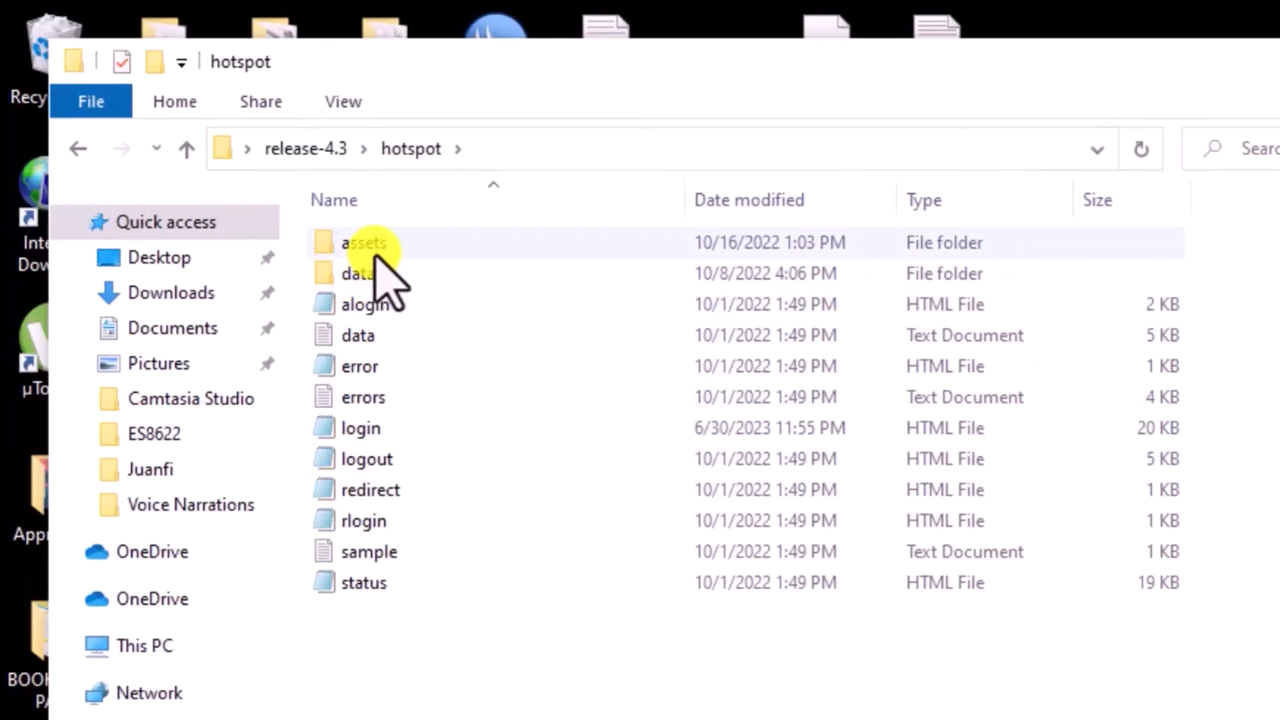 hotspot
File Home Share View
release-4.3 hotspot
Name Date modified Type Size
Quick access
Desktop
Downloads
Documents
Pictures
Camtasia Studio
ES8622
Juanfi
Voice Narrations
OneDrive
OneDrive
This PC
Network
assets 10/16/2022 1:03 PM File folder
data 10/8/2022 4:06 PM File folder
alogin 10/1/2022 1:49 PM HTML File 2 KB
data 10/1/2022 1:49 PM Text Document 5 KB
error 10/1/2022 1:49 PM HTML File 1 KB
errors 10/1/2022 1:49 PM Text Document 4 KB
login 6/30/2023 11:55 PM HTML File 20 KB
logout 10/1/2022 1:49 PM HTML File 5 KB
redirect 10/1/2022 1:49 PM HTML File 1 KB
rlogin 10/1/2022 1:49 PM HTML File 1 KB
sample 10/1/2022 1:49 PM Text Document 1 KB
status 10/1/2022 1:49 PM HTML File 19 KB